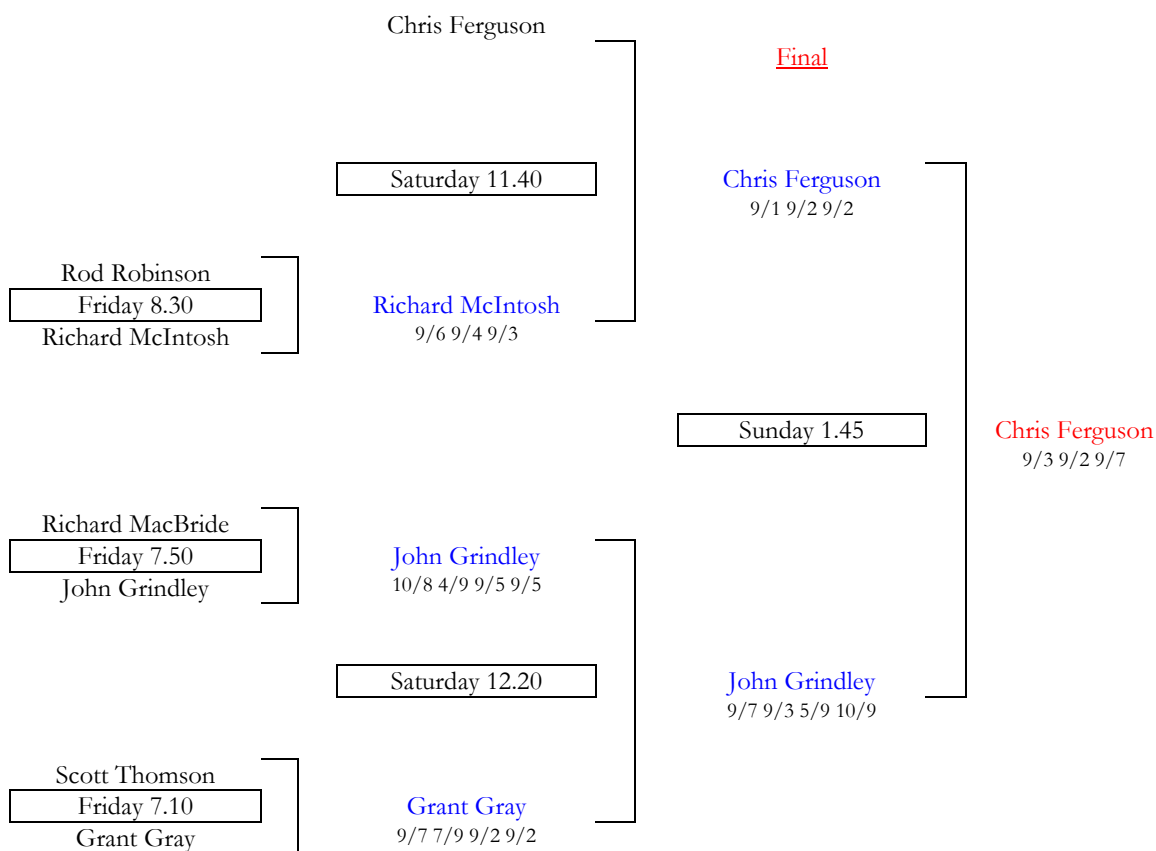 Chris Ferguson
Final
Saturday 11.40
Chris Ferguson
9/1 9/2 9/2
Rod Robinson
Friday 8.30
Richard McIntosh
Richard McIntosh
9/6 9/4 9/3
Sunday 1.45
Chris Ferguson
9/3 9/2 9/7
Richard MacBride
Friday 7.50
John Grindley
John Grindley
10/8 4/9 9/5 9/5
Saturday 12.20
John Grindley
9/7 9/3 5/9 10/9
Scott Thomson
Friday 7.10
Grant Gray
Grant Gray
9/7 7/9 9/2 9/2